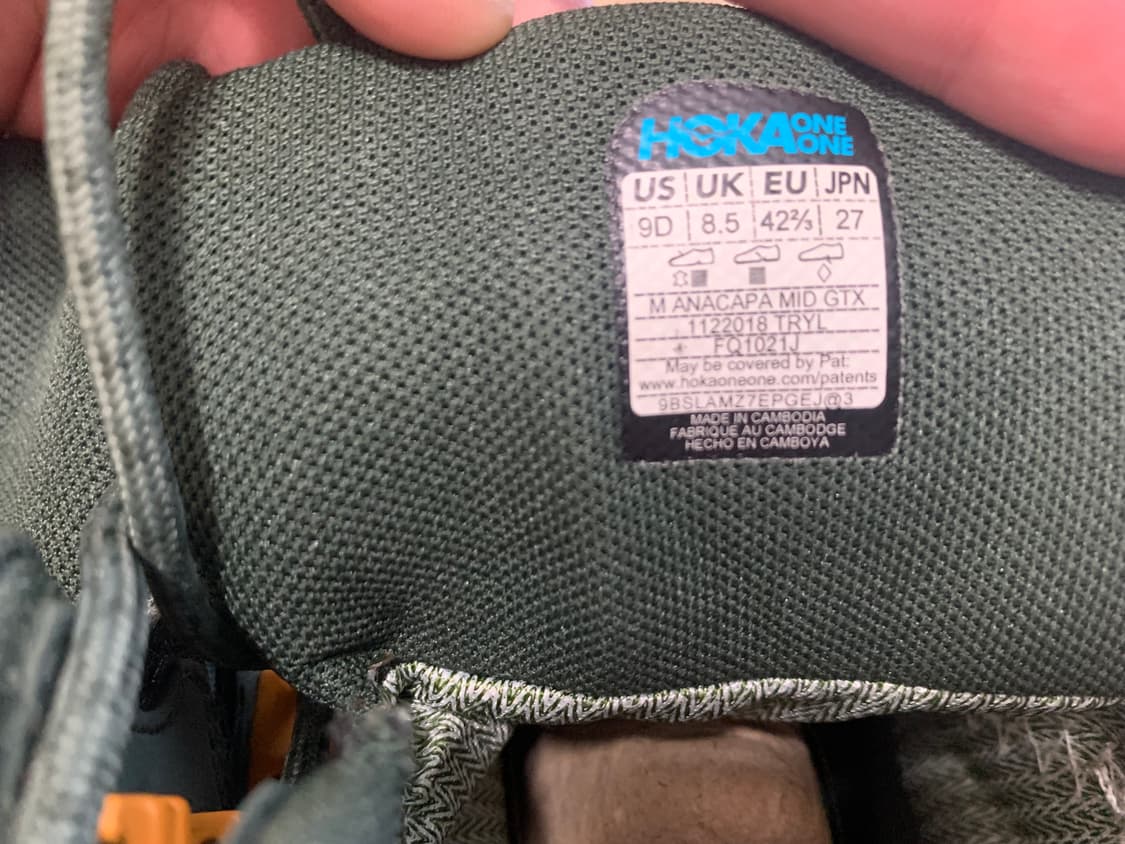 HOKA ONE ONE
US UK EU JPN
9D 8.5 42⅔ 27
M ANACAPA MID GTX
1122018 TRYL
FQ1021J
May be covered by Pat:
www.hokaoneone.com/patents
9BSLAMZ7EPGEJ@3
MADE IN CAMBODIA
FABRIQUE AU CAMBODGE
HECHO EN CAMBOYA